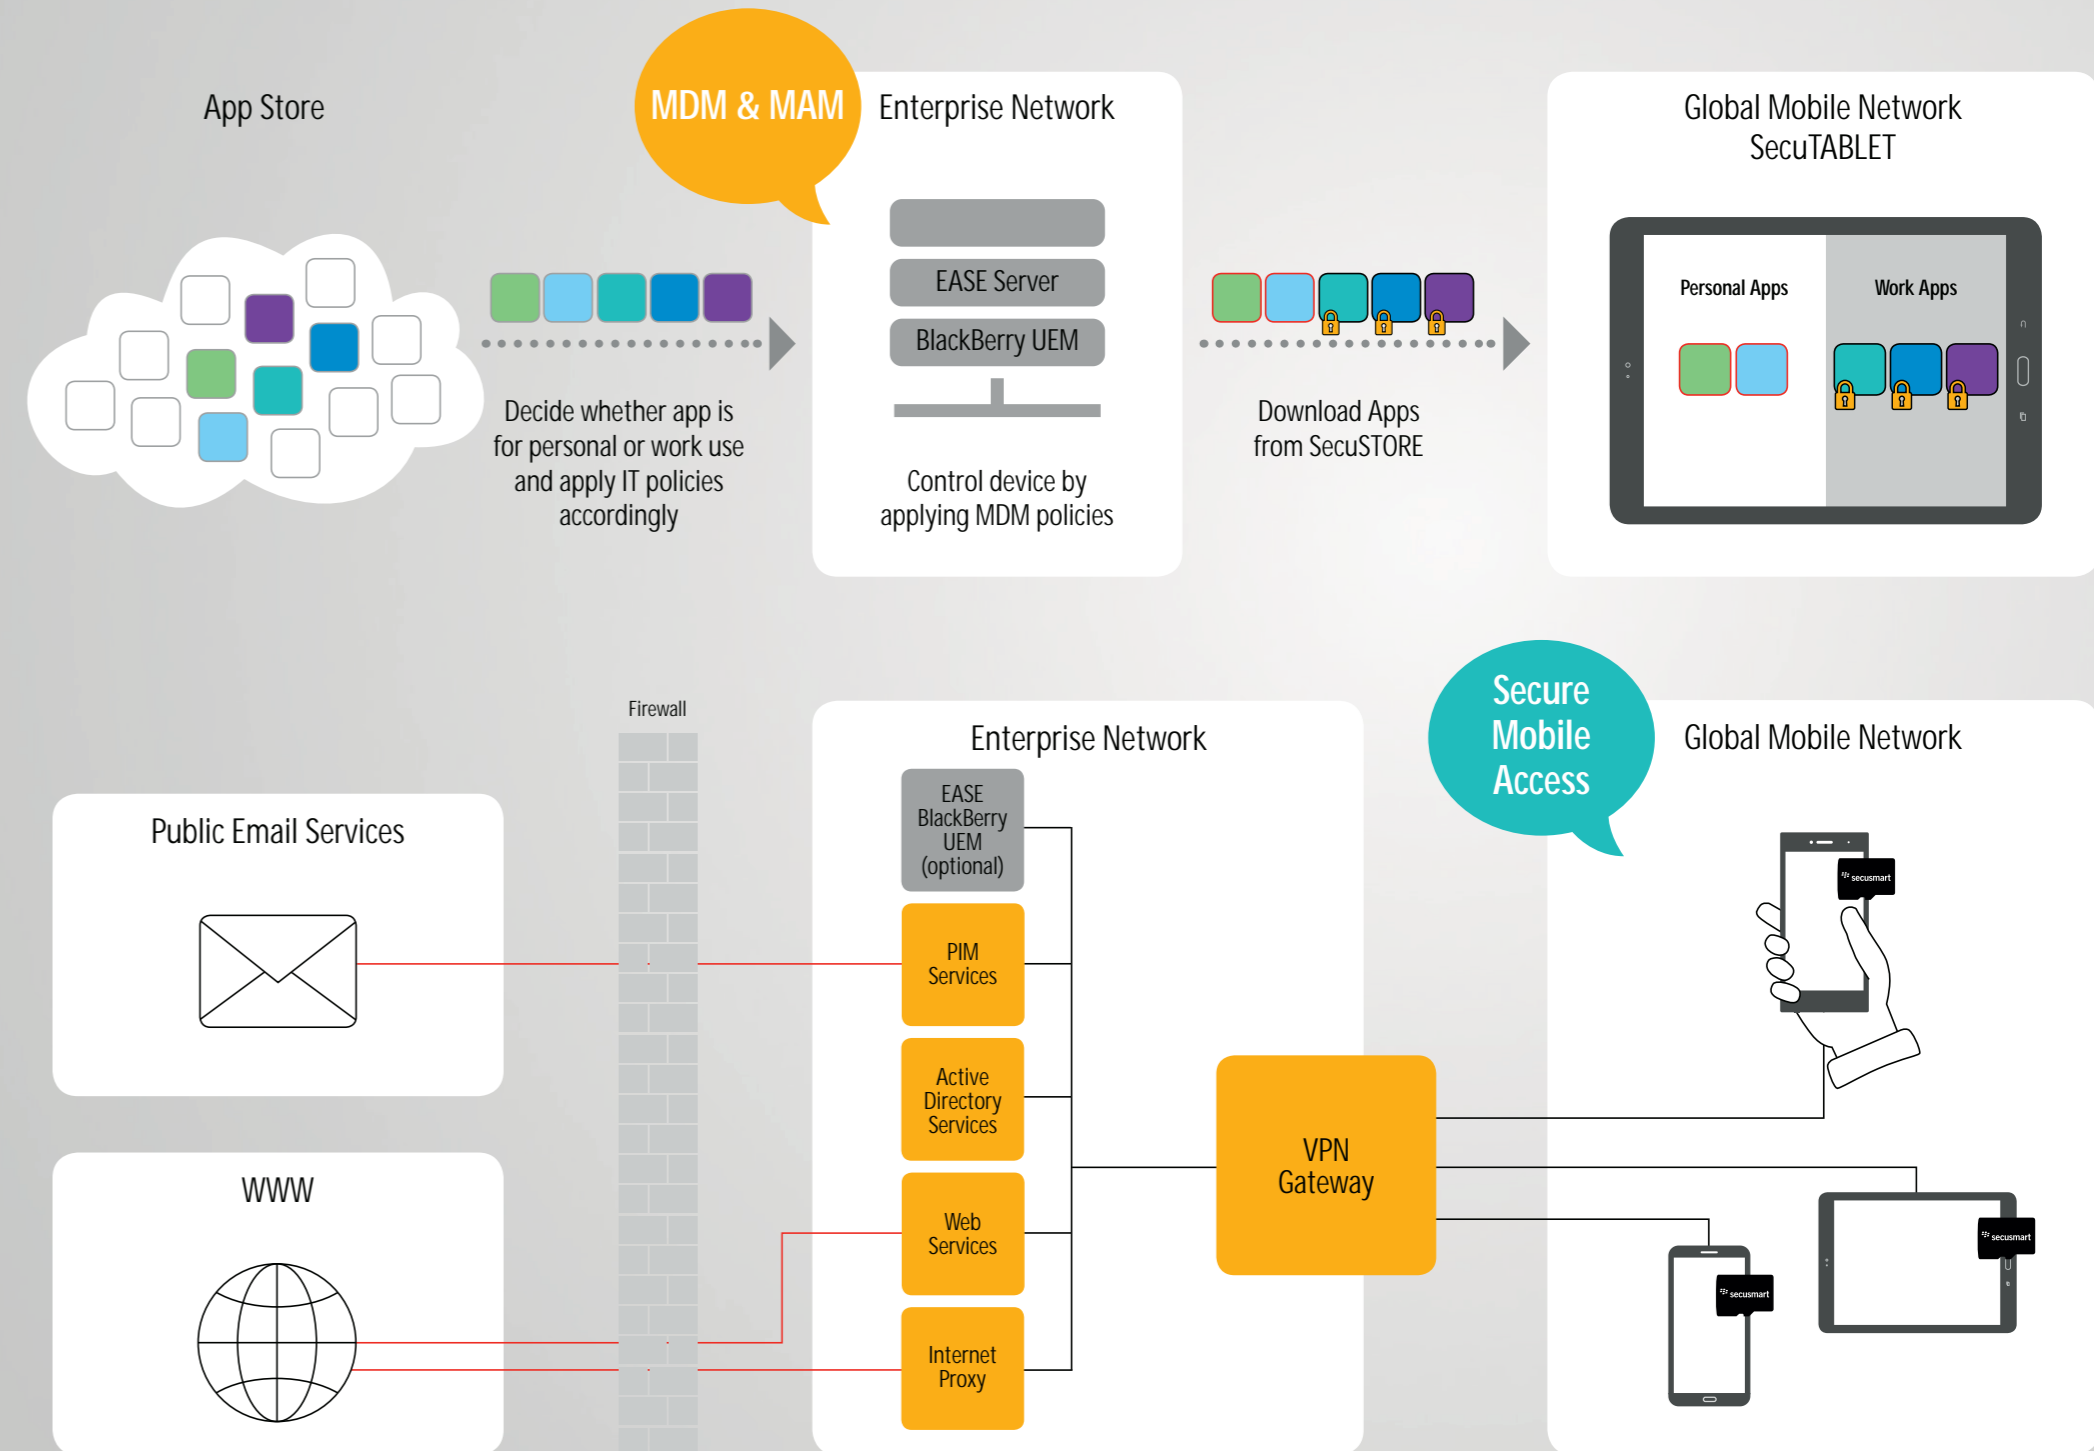 App Store
MDM & MAM
Enterprise Network
Global Mobile Network
SecuTABLET
EASE Server
BlackBerry UEM
Personal Apps
Work Apps
Decide whether app is
for personal or work use
and apply IT policies
accordingly
Control device by
applying MDM policies
Download Apps
from SecuSTORE
Firewall
Enterprise Network
Secure
Mobile
Access
Global Mobile Network
Public Email Services
EASE
BlackBerry
UEM
(optional)
secusmart
PIM
Services
Active
Directory
Services
VPN
Gateway
WWW
Web
Services
secusmart
secusmart
Internet
Proxy